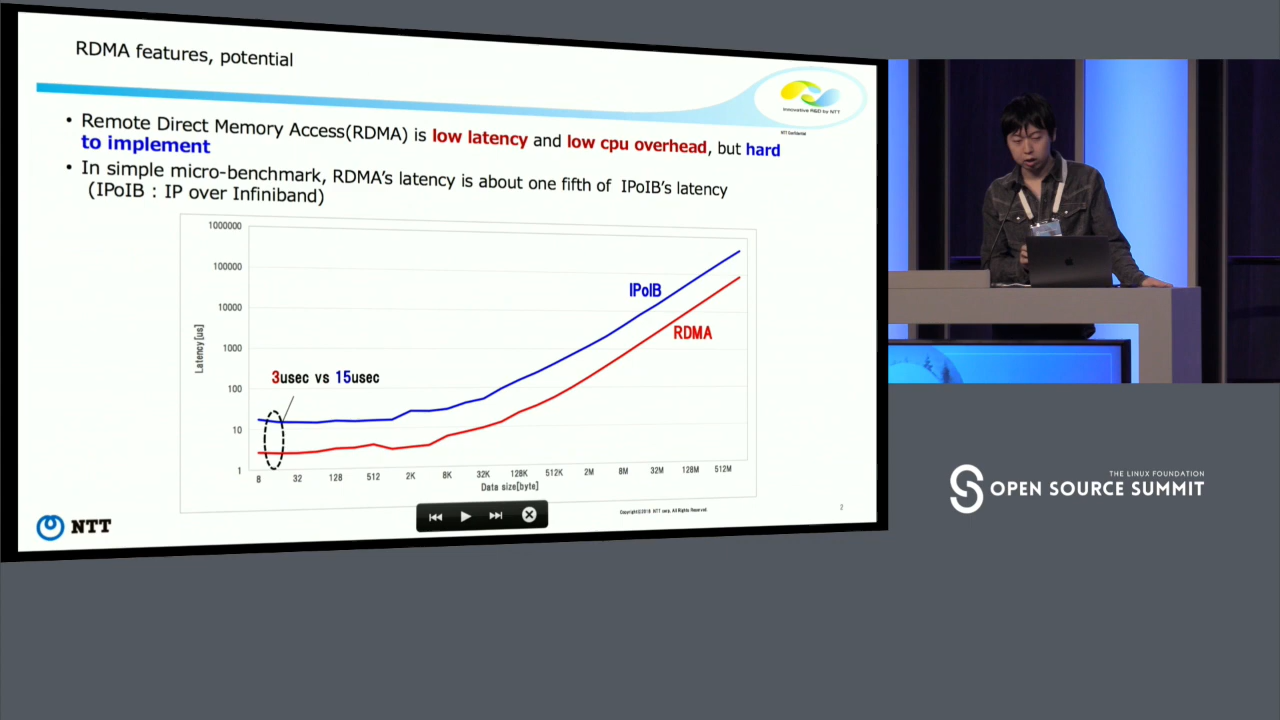 RDMA features, potential
Innovative R&D by NTT
NTT Confidential
• Remote Direct Memory Access(RDMA) is low latency and low cpu overhead, but hard
to implement
• In simple micro-benchmark, RDMA's latency is about one fifth of IPoIB's latency
(IPoIB : IP over Infiniband)
1000000
100000
10000
1000
100
10
1
Latency[us]
IPoIB
RDMA
3usec vs 15usec
8 32 128 512 2K 8K 32K 128K 512K 2M 8M 32M 128M 512M
Data size[byte]
NTT
Copyright©2018 NTT corp. All Rights Reserved.
2
THE LINUX FOUNDATION
OPEN SOURCE SUMMIT